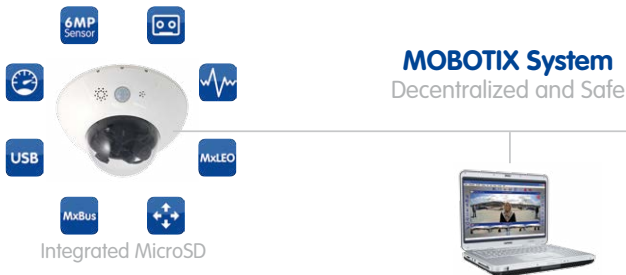 6MP
Sensor
MOBOTIX System
Decentralized and Safe
USB
MxLEO
MxBus
Integrated MicroSD